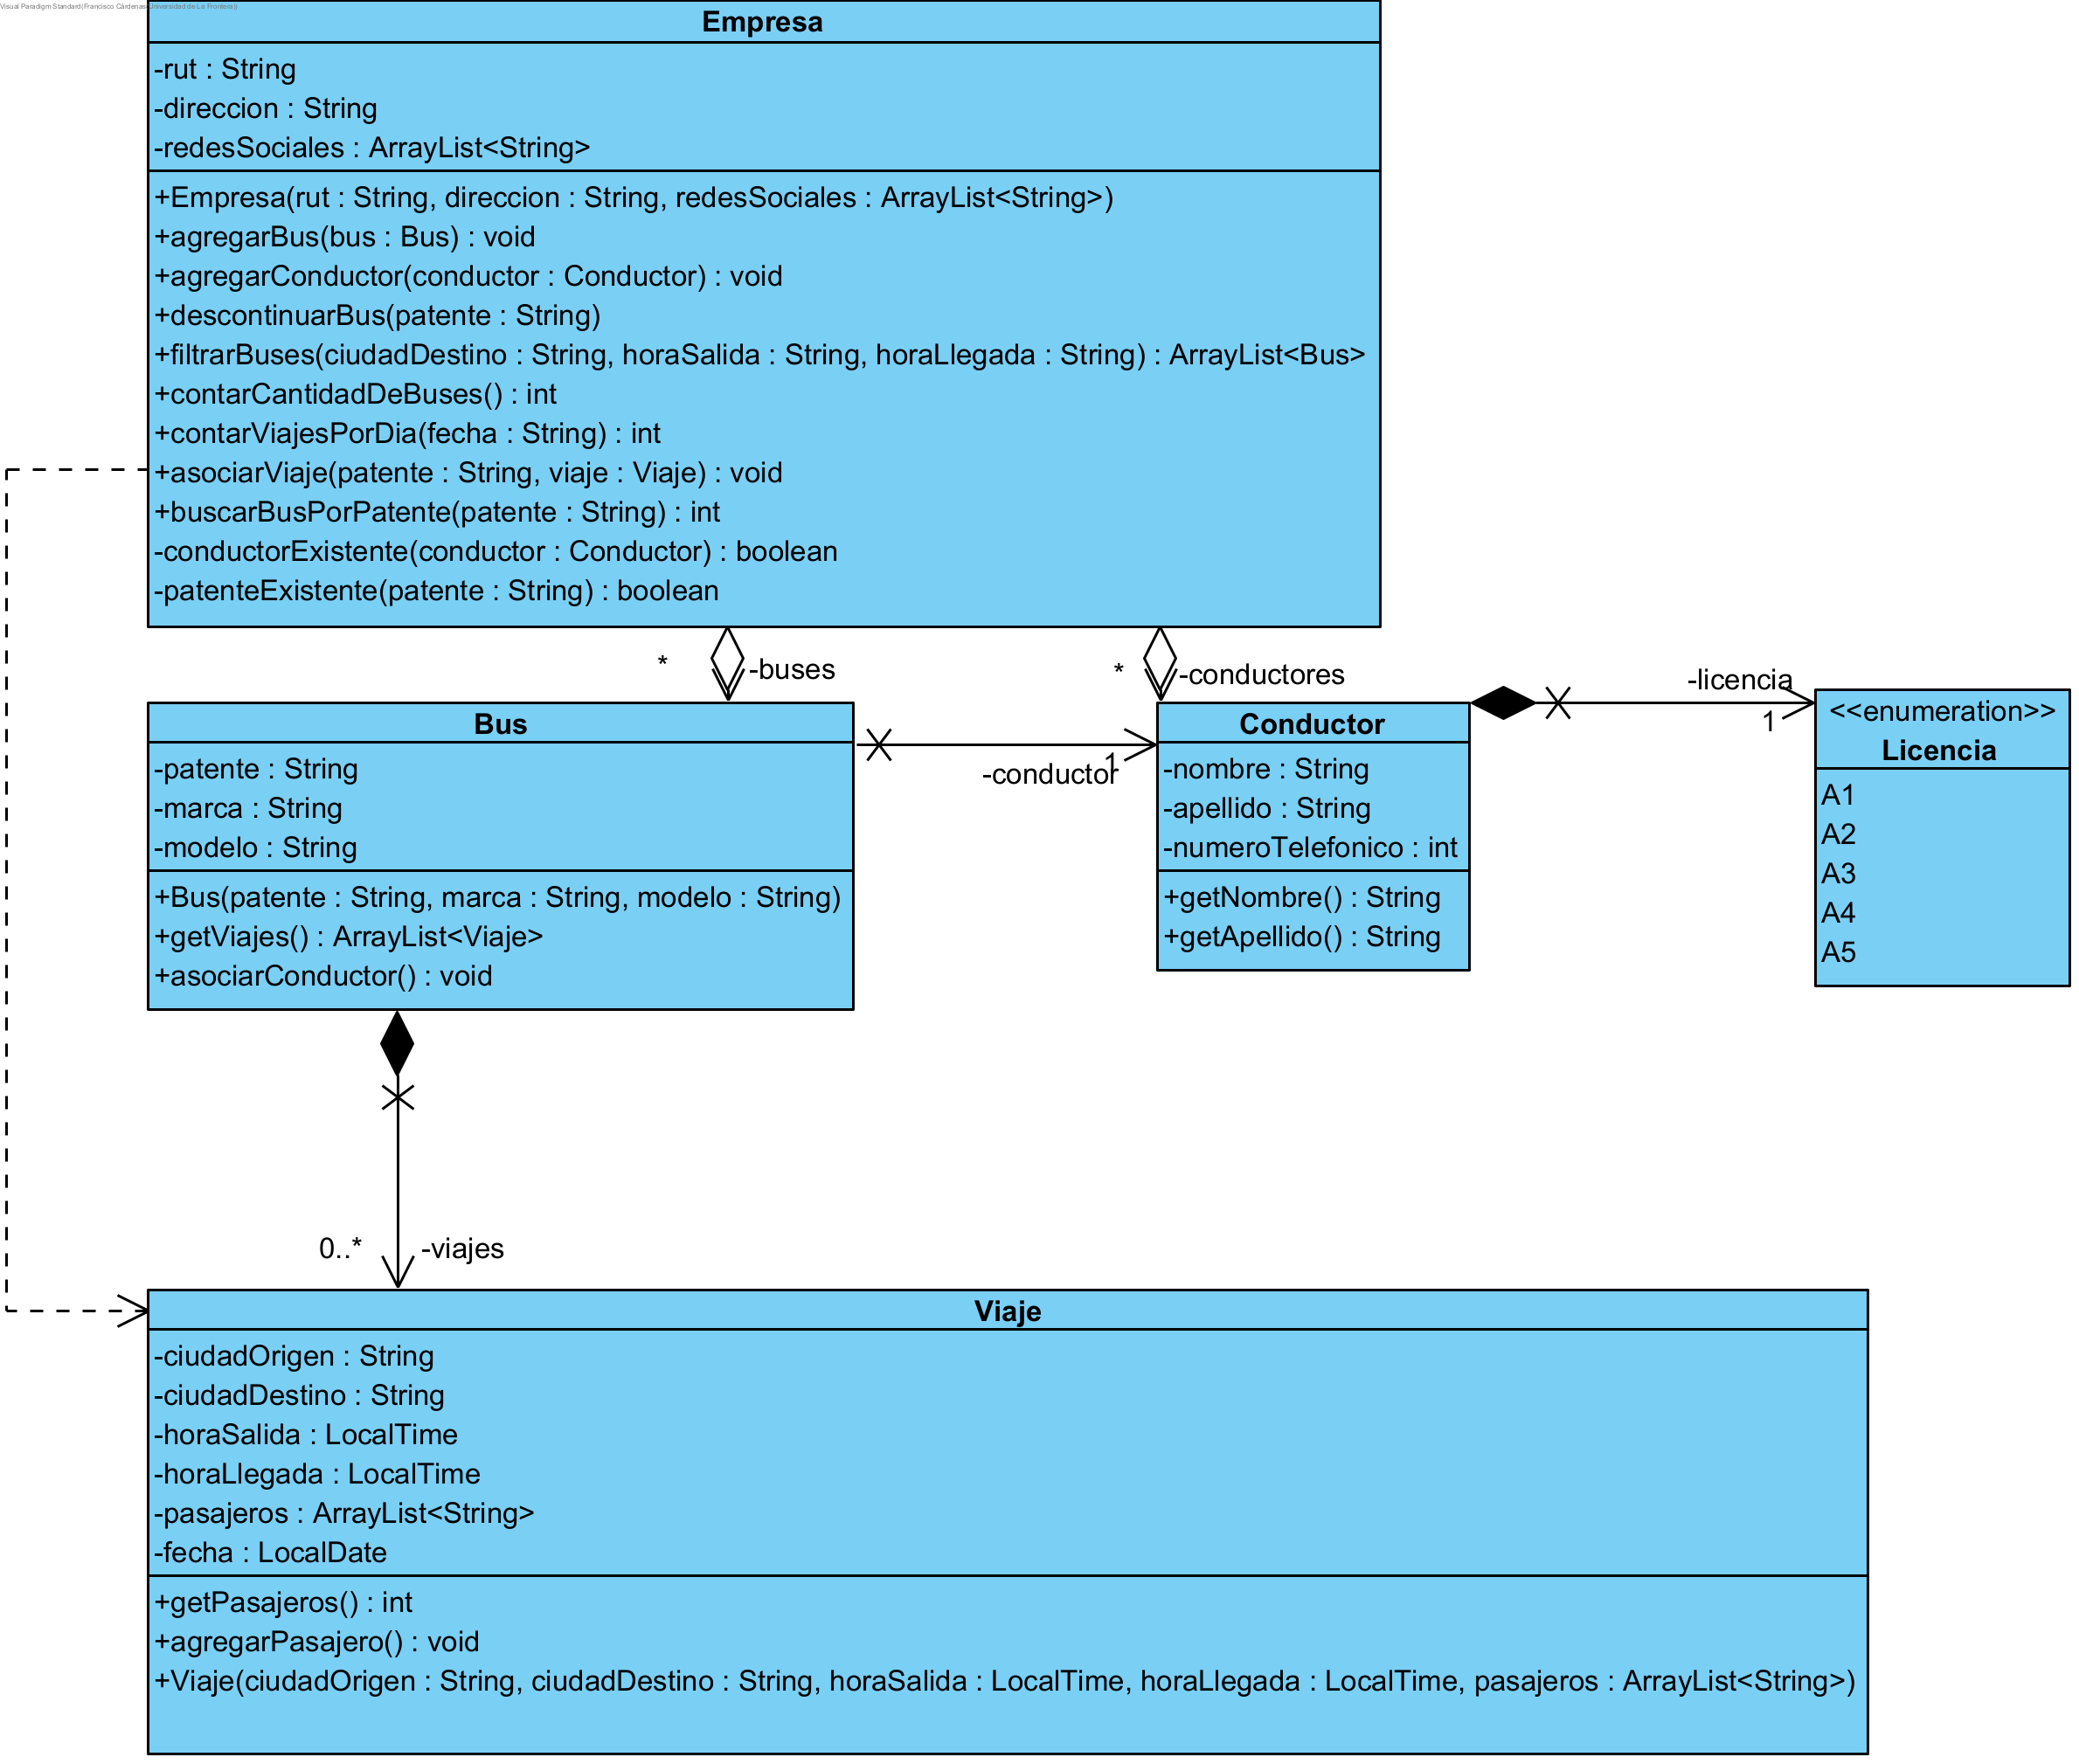 Visual Paradigm Standard(Francisco Cárdenas(Universidad de La Frontera))
Empresa
-rut : String
-direccion : String
-redesSociales : ArrayList<String>
+Empresa(rut : String, direccion : String, redesSociales : ArrayList<String>)
+agregarBus(bus : Bus) : void
+agregarConductor(conductor : Conductor) : void
+descontinuarBus(patente : String)
+filtrarBuses(ciudadDestino : String, horaSalida : String, horaLlegada : String) : ArrayList<Bus>
+contarCantidadDeBuses() : int
+contarViajesPorDia(fecha : String) : int
+asociarViaje(patente : String, viaje : Viaje) : void
+buscarBusPorPatente(patente : String) : int
-conductorExistente(conductor : Conductor) : boolean
-patenteExistente(patente : String) : boolean
*
-buses
*
-conductores
-licencia
1
Bus
-patente : String
-marca : String
-modelo : String
+Bus(patente : String, marca : String, modelo : String)
+getViajes() : ArrayList<Viaje>
+asociarConductor() : void
1
-conductor
Conductor
-nombre : String
-apellido : String
-numeroTelefonico : int
+getNombre() : String
+getApellido() : String
<<enumeration>>
Licencia
A1
A2
A3
A4
A5
0..*
-viajes
Viaje
-ciudadOrigen : String
-ciudadDestino : String
-horaSalida : LocalTime
-horaLlegada : LocalTime
-pasajeros : ArrayList<String>
-fecha : LocalDate
+getPasajeros() : int
+agregarPasajero() : void
+Viaje(ciudadOrigen : String, ciudadDestino : String, horaSalida : LocalTime, horaLlegada : LocalTime, pasajeros : ArrayList<String>)